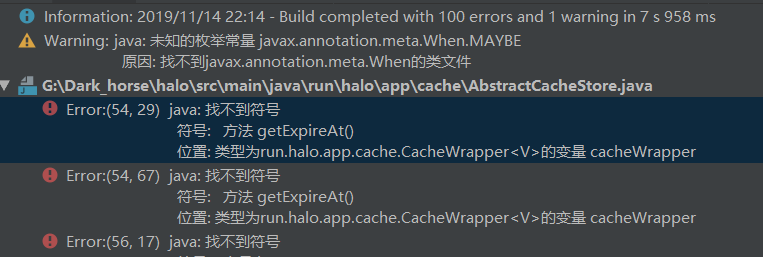 Information: 2019/11/14 22:14 - Build completed with 100 errors and 1 warning in 7 s 958 ms
Warning: java: 未知的枚举常量 javax.annotation.meta.When.MAYBE
原因: 找不到javax.annotation.meta.When的类文件
G:\Dark_horse\halo\src\main\java\run\halo\app\cache\AbstractCacheStore.java
Error:(54, 29) java: 找不到符号
符号: 方法 getExpireAt()
位置: 类型为run.halo.app.cache.CacheWrapper<V>的变量 cacheWrapper
Error:(54, 67) java: 找不到符号
符号: 方法 getExpireAt()
位置: 类型为run.halo.app.cache.CacheWrapper<V>的变量 cacheWrapper
Error:(56, 17) java: 找不到符号